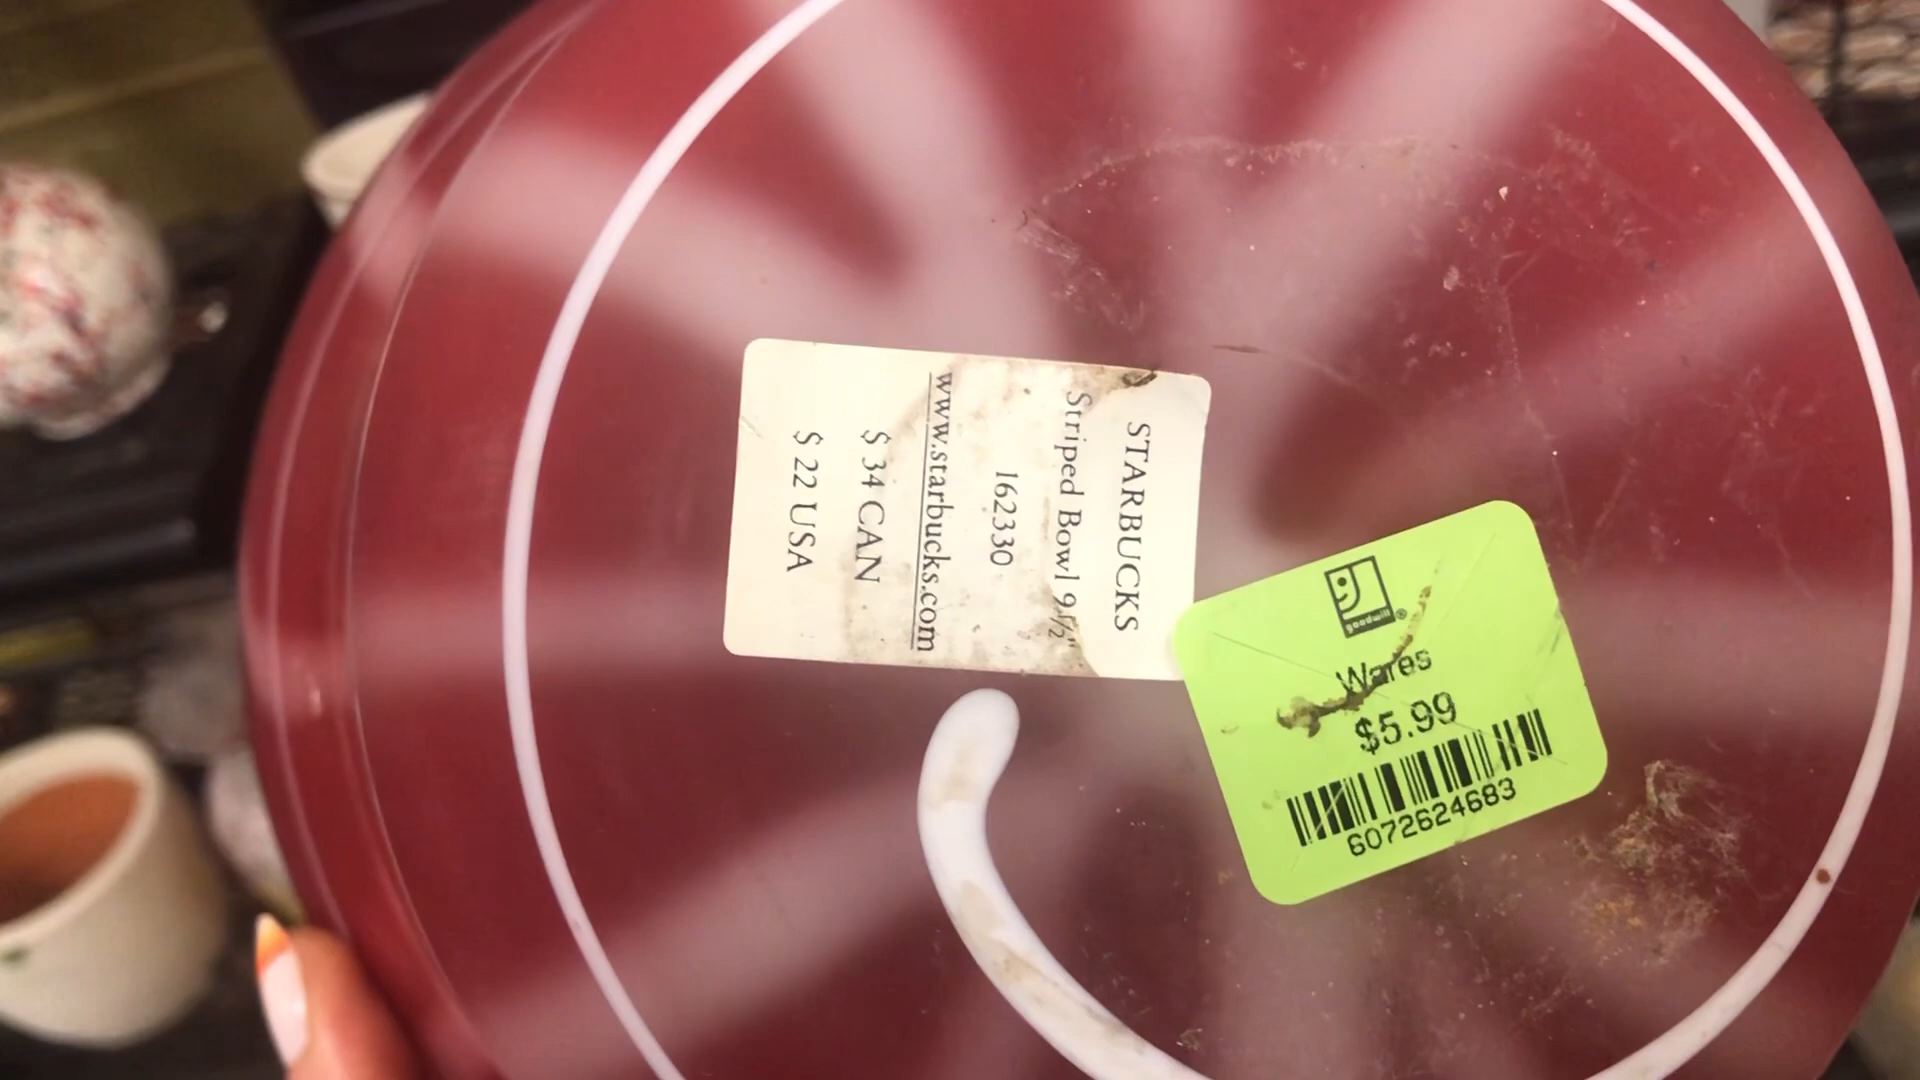 STARBUCKS
Striped Bowl 9½"
162330
www.starbucks.com
$ 34 CAN
$ 22 USA
goodwill®
Wares
$5.99
6072624683